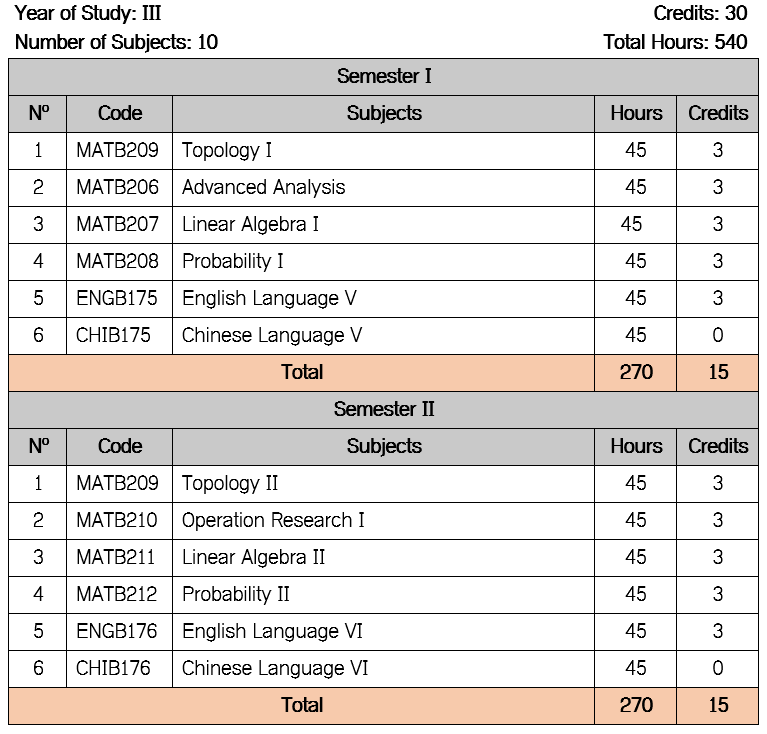 Year of Study: III Credits: 30
Number of Subjects: 10 Total Hours: 540
Semester I
Nº Code Subjects Hours Credits
1 MATB209 Topology I 45 3
2 MATB206 Advanced Analysis 45 3
3 MATB207 Linear Algebra I 45 3
4 MATB208 Probability I 45 3
5 ENGB175 English Language V 45 3
6 CHIB175 Chinese Language V 45 0
Total 270 15
Semester II
Nº Code Subjects Hours Credits
1 MATB209 Topology II 45 3
2 MATB210 Operation Research I 45 3
3 MATB211 Linear Algebra II 45 3
4 MATB212 Probability II 45 3
5 ENGB176 English Language VI 45 3
6 CHIB176 Chinese Language VI 45 0
Total 270 15